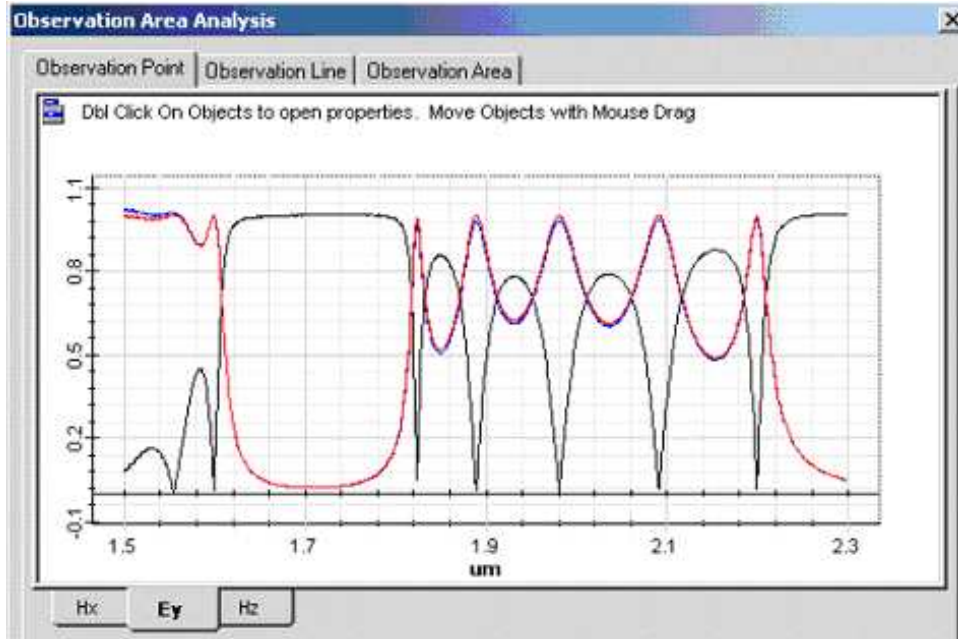 Observation Area Analysis
Observation Point Observation Line Observation Area
Dbl Click On Objects to open properties. Move Objects with Mouse Drag
1.1
0.8
0.5
0.2
-0.1
1.5 1.7 1.9 2.1 2.3
um
Hx Ey Hz